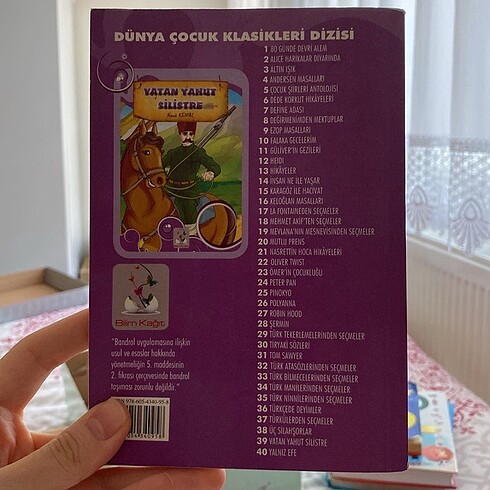 DÜNYA ÇOCUK KLASİKLERİ DİZİSİ
VATAN YAHUT
SİLİSTRE
Namık KEMAL
Bilim Kağıt
"Bandrol uygulamasına ilişkin
usul ve esaslar hakkında
yönetmeliğin 5. maddesinin
2. fıkrası çerçevesinde bandrol
taşıması zorunlu değildir."
ISBN 978-605-4340-95-8
1 80 GÜNDE DEVRİ ALEM
2 ALICE HARİKALAR DİYARINDA
3 ALTIN IŞIK
4 ANDERSEN MASALLARI
5 ÇOCUK ŞİİRLERİ ANTOLOJİSİ
6 DEDE KORKUT HİKAYELERİ
7 DEFİNE ADASI
8 DEĞİRMENİMDEN MEKTUPLAR
9 EZOP MASALLARI
10 FALAKA GECELERİM
11 GÜLİVER'İN GEZİLERİ
12 HEIDI
13 HİKAYELER
14 İNSAN NE İLE YAŞAR
15 KARAGÖZ İLE HACİVAT
16 KELOĞLAN MASALLARI
17 LA FONTAINEDEN SEÇMELER
18 MEHMET AKİF'TEN SEÇMELER
19 MEVLANA'NIN MESNEVİSİNDEN SEÇMELER
20 MUTLU PRENS
21 NASRETTİN HOCA HİKAYELERİ
22 OLIVER TWIST
23 ÖMER'İN ÇOCUKLUĞU
24 PETER PAN
25 PİNOKYO
26 POLYANNA
27 ROBIN HOOD
28 ŞERMİN
29 TÜRK TEKERLEMELERİNDEN SEÇMELER
30 TİRYAKİ SÖZLERİ
31 TOM SAWYER
32 TÜRK ATASÖZLERİNDEN SEÇMELER
33 TÜRK BİLMECELERİNDEN SEÇMELER
34 TÜRK MANİLERİNDEN SEÇMELER
35 TÜRK NİNNİLERİNDEN SEÇMELER
36 TÜRKÇEDE DEYİMLER
37 TÜRKÜLERDEN SEÇMELER
38 ÜÇ SİLAHŞORLAR
39 VATAN YAHUT SİLİSTRE
40 YALNIZ EFE